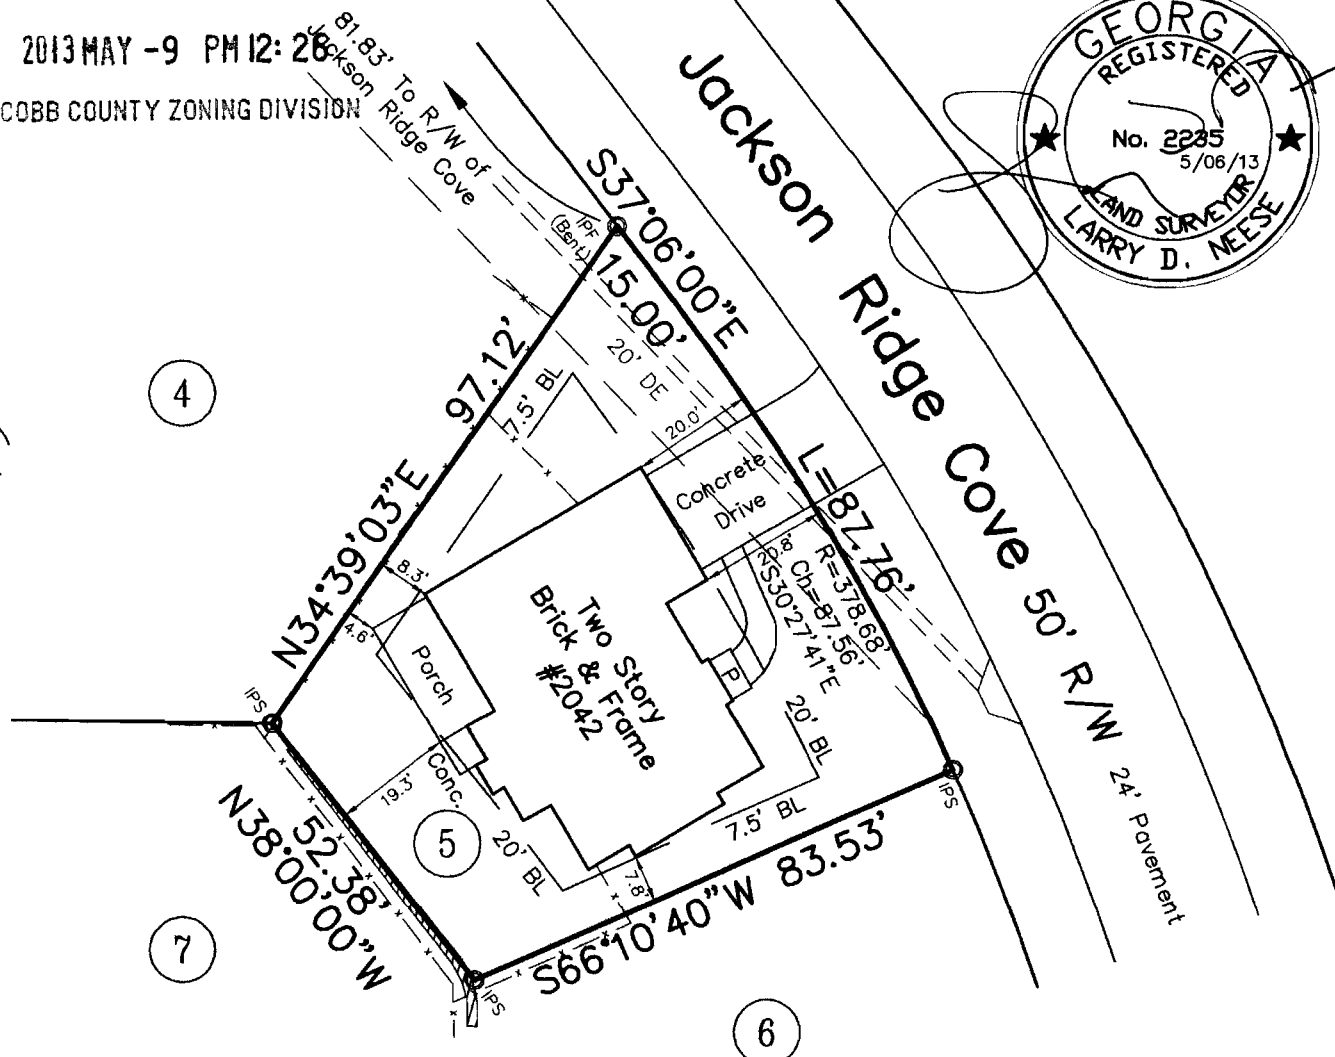 2013 MAY -9 PM 12: 26
COBB COUNTY ZONING DIVISION
81.83' To R/W of
Jackson Ridge Cove
GEORGIA
REGISTERED
No. 2235
5/06/13
LAND SURVEYOR
LARRY D. NEESE
Jackson Ridge Cove 50' R/W
24' Pavement
IPF
(Bent)
S37°06'00"E
15.00'
20' DE
97.12'
N34°39'03"E
7.5' BL
20.0'
Concrete
Drive
L=87.76'
R=378.68'
Ch=87.56'
S30°27'41"E
20.8'
8.3'
4.6'
Porch
Two Story
Brick & Frame
#2042
P
20' BL
7.5' BL
IPS
IPS
19.3'
Conc.
20' BL
7.8'
52.38'
N38°00'00"W
S66°10'40"W 83.53'
IPS
4
5
7
6